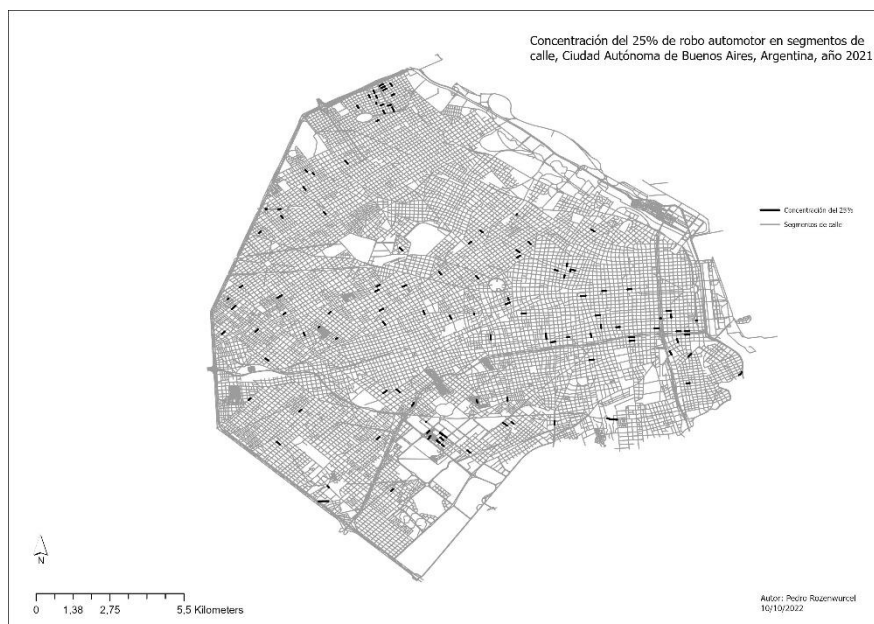 Concentración del 25% de robo automotor en segmentos de
calle, Ciudad Autónoma de Buenos Aires, Argentina, año 2021
Concentración del 25%
Segmentos de calle
N
0 1,38 2,75 5,5 Kilometers
Autor: Pedro Rozenwurcel
10/10/2022